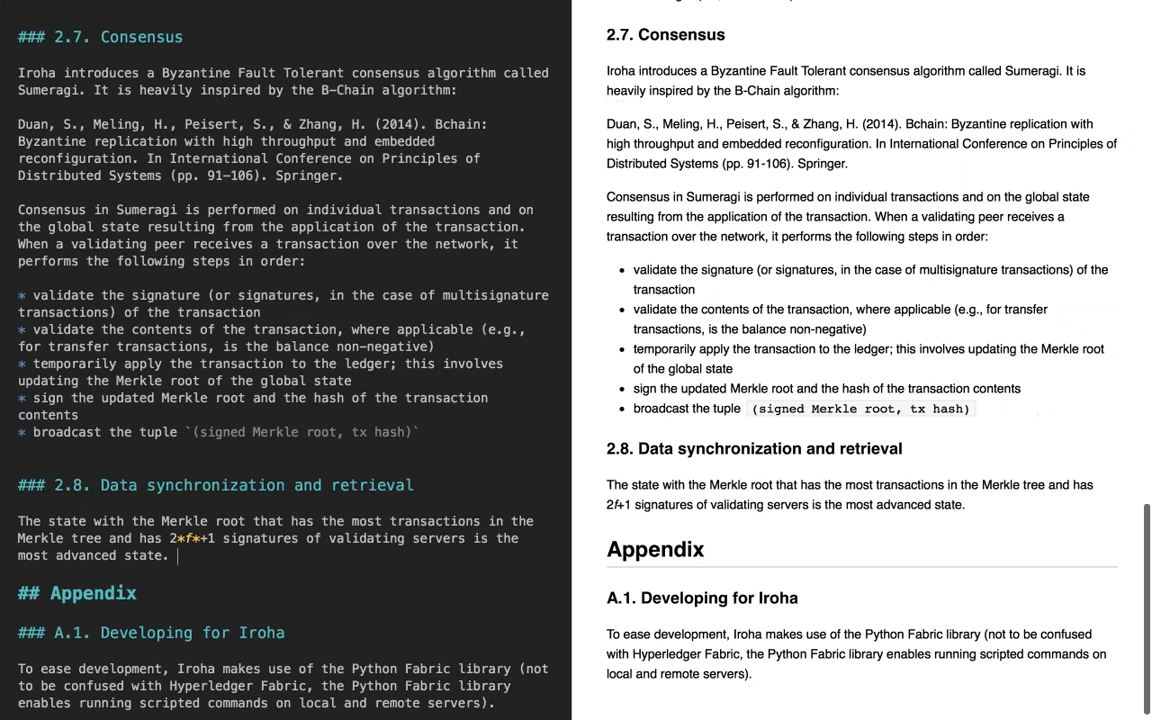 ### 2.7. Consensus
Iroha introduces a Byzantine Fault Tolerant consensus algorithm called
Sumeragi. It is heavily inspired by the B-Chain algorithm:
Duan, S., Meling, H., Peisert, S., & Zhang, H. (2014). Bchain:
Byzantine replication with high throughput and embedded
reconfiguration. In International Conference on Principles of
Distributed Systems (pp. 91-106). Springer.
Consensus in Sumeragi is performed on individual transactions and on
the global state resulting from the application of the transaction.
When a validating peer receives a transaction over the network, it
performs the following steps in order:
* validate the signature (or signatures, in the case of multisignature
transactions) of the transaction
* validate the contents of the transaction, where applicable (e.g.,
for transfer transactions, is the balance non-negative)
* temporarily apply the transaction to the ledger; this involves
updating the Merkle root of the global state
* sign the updated Merkle root and the hash of the transaction
contents
* broadcast the tuple `(signed Merkle root, tx hash)`
### 2.8. Data synchronization and retrieval
The state with the Merkle root that has the most transactions in the
Merkle tree and has 2*f*+1 signatures of validating servers is the
most advanced state.
## Appendix
### A.1. Developing for Iroha
To ease development, Iroha makes use of the Python Fabric library (not
to be confused with Hyperledger Fabric, the Python Fabric library
enables running scripted commands on local and remote servers).
2.7. Consensus
Iroha introduces a Byzantine Fault Tolerant consensus algorithm called Sumeragi. It is
heavily inspired by the B-Chain algorithm:
Duan, S., Meling, H., Peisert, S., & Zhang, H. (2014). Bchain: Byzantine replication with
high throughput and embedded reconfiguration. In International Conference on Principles of
Distributed Systems (pp. 91-106). Springer.
Consensus in Sumeragi is performed on individual transactions and on the global state
resulting from the application of the transaction. When a validating peer receives a
transaction over the network, it performs the following steps in order:
• validate the signature (or signatures, in the case of multisignature transactions) of the
transaction
• validate the contents of the transaction, where applicable (e.g., for transfer
transactions, is the balance non-negative)
• temporarily apply the transaction to the ledger; this involves updating the Merkle root
of the global state
• sign the updated Merkle root and the hash of the transaction contents
• broadcast the tuple (signed Merkle root, tx hash)
2.8. Data synchronization and retrieval
The state with the Merkle root that has the most transactions in the Merkle tree and has
2f+1 signatures of validating servers is the most advanced state.
Appendix
A.1. Developing for Iroha
To ease development, Iroha makes use of the Python Fabric library (not to be confused
with Hyperledger Fabric, the Python Fabric library enables running scripted commands on
local and remote servers).